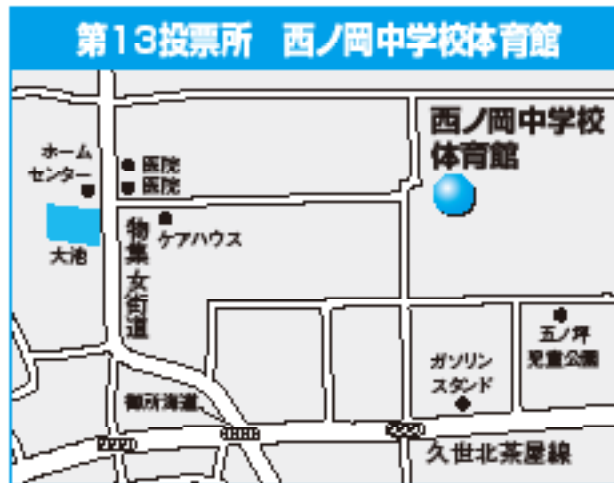 第13投票所　西ノ岡中学校体育館
西ノ岡中学校
体育館
ホーム
センター
医院
医院
大池
物集女街道
ケアハウス
五ノ坪
児童公園
ガソリン
スタンド
御所海道
久世北茶屋線